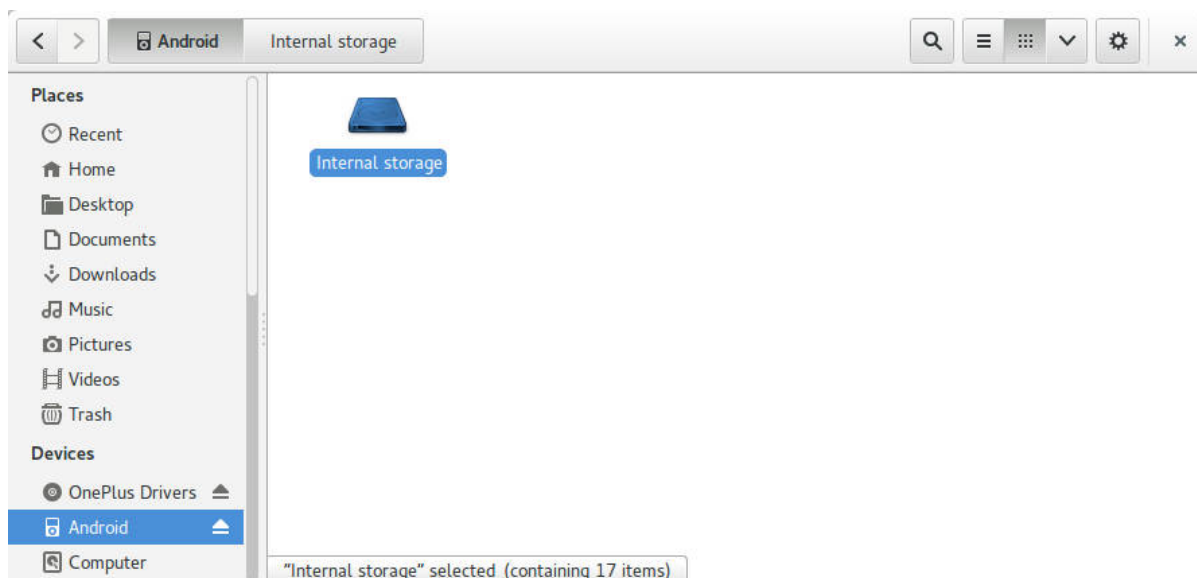 Android Internal storage
Places
Recent
Home
Desktop
Documents
Downloads
Music
Pictures
Videos
Trash
Devices
OnePlus Drivers
Android
Computer
Internal storage
"Internal storage" selected (containing 17 items)